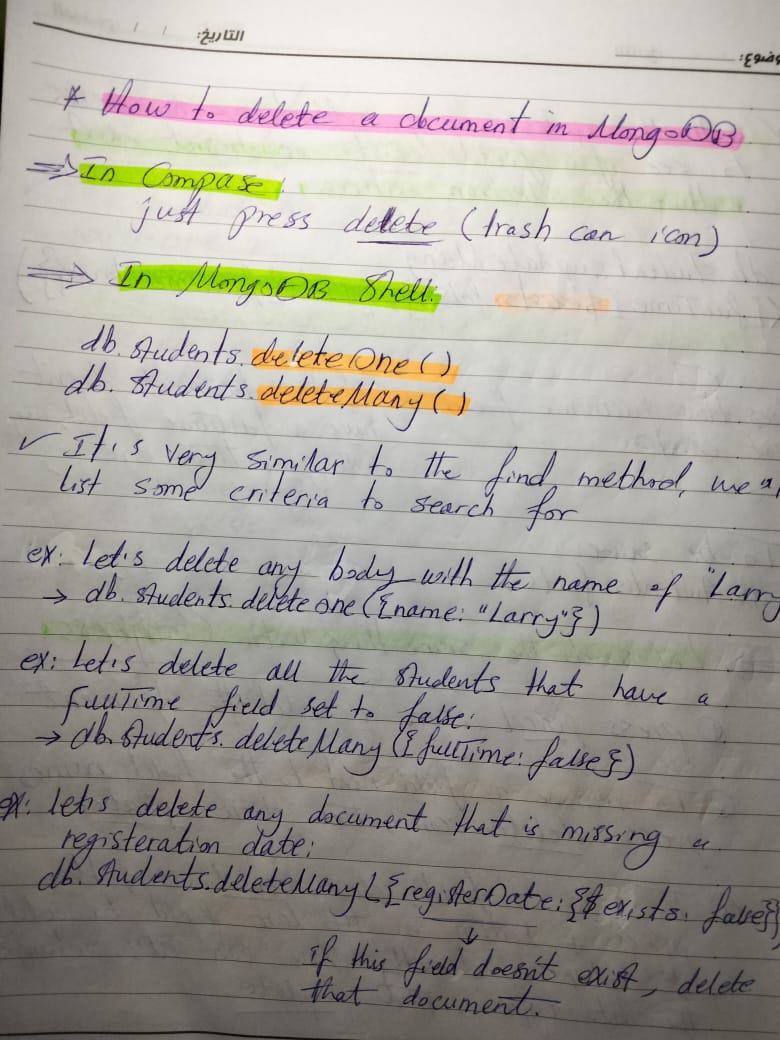 التاريخ: / /
وضوع:
* How to delete a document in MongoDB
⇒ In Compase:
just press delete (trash can icon)
⇒ In MongoDB Shell:
db.students.deleteOne()
db.students.deleteMany()
✓ It's very similar to the find method, we
list some criteria to search for
ex: Let's delete any body with the name of "Larry
→ db.students.delete one({name: "Larry"})
ex: Let's delete all the students that have a
FullTime field set to false:
→ db.students.deleteMany({fullTime: false})
ex: let's delete any document that is missing a
registeration date:
db.students.deleteMany({registerDate: {$exists: false}}
↓
if this field doesn't exist, delete
that document.